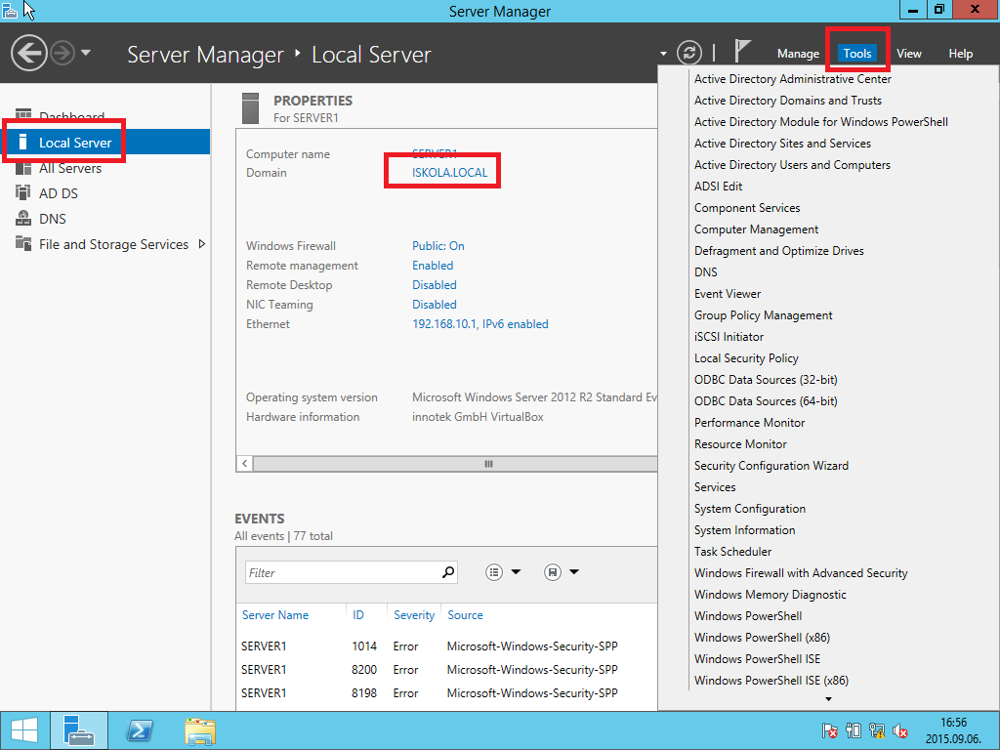 Server Manager
Server Manager ‣ Local Server
Manage Tools View Help
Dashboard
Local Server
All Servers
AD DS
DNS
File and Storage Services
PROPERTIES
For SERVER1
Computer name SERVER1
Domain ISKOLA.LOCAL
Windows Firewall Public: On
Remote management Enabled
Remote Desktop Disabled
NIC Teaming Disabled
Ethernet 192.168.10.1, IPv6 enabled
Operating system version Microsoft Windows Server 2012 R2 Standard Ev
Hardware information innotek GmbH VirtualBox
EVENTS
All events | 77 total
Filter
Server Name ID Severity Source
SERVER1 1014 Error Microsoft-Windows-Security-SPP
SERVER1 8200 Error Microsoft-Windows-Security-SPP
SERVER1 8198 Error Microsoft-Windows-Security-SPP
Active Directory Administrative Center
Active Directory Domains and Trusts
Active Directory Module for Windows PowerShell
Active Directory Sites and Services
Active Directory Users and Computers
ADSI Edit
Component Services
Computer Management
Defragment and Optimize Drives
DNS
Event Viewer
Group Policy Management
iSCSI Initiator
Local Security Policy
ODBC Data Sources (32-bit)
ODBC Data Sources (64-bit)
Performance Monitor
Resource Monitor
Security Configuration Wizard
Services
System Configuration
System Information
Task Scheduler
Windows Firewall with Advanced Security
Windows Memory Diagnostic
Windows PowerShell
Windows PowerShell (x86)
Windows PowerShell ISE
Windows PowerShell ISE (x86)
16:56
2015.09.06.